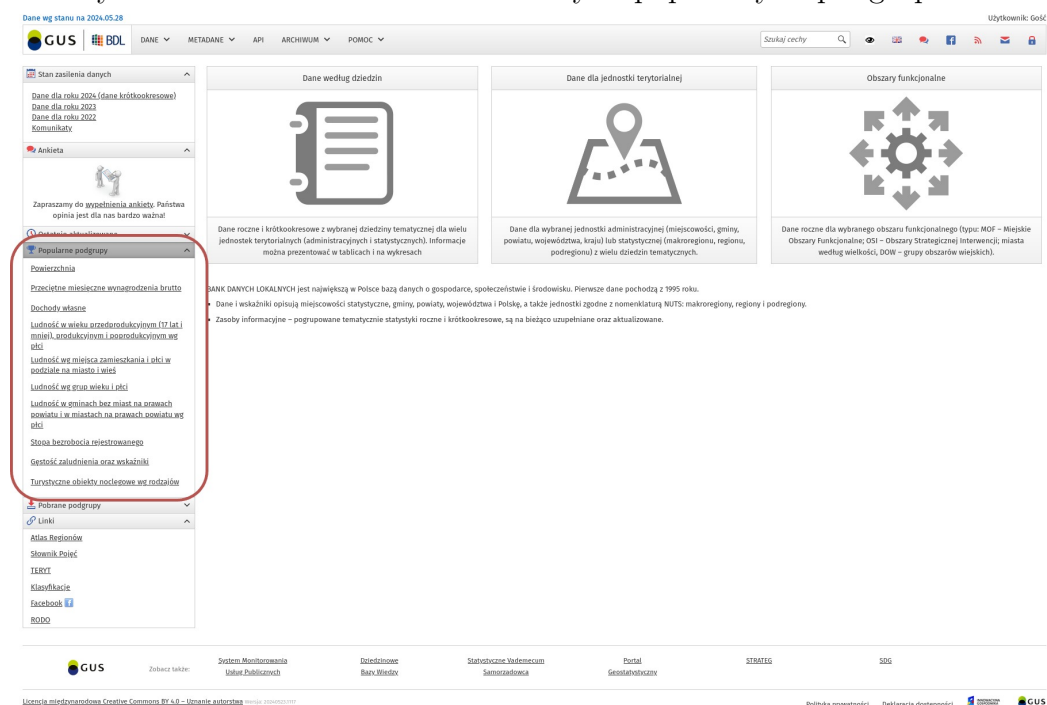 Dane wg stanu na 2024.05.28
Użytkownik: Gość
GUS BDL DANE METADANE API ARCHIWUM POMOC Szukaj cechy
Stan zasilenia danych
Dane dla roku 2024 (dane krótkookresowe)
Dane dla roku 2023
Dane dla roku 2022
Komunikaty
Ankieta
Zapraszamy do wypełnienia ankiety. Państwa
opinia jest dla nas bardzo ważna!
Ostatnio aktualizowane
Popularne podgrupy
Powierzchnia
Przeciętne miesięczne wynagrodzenia brutto
Dochody własne
Ludność w wieku przedprodukcyjnym (17 lat i
mniej), produkcyjnym i poprodukcyjnym wg
płci
Ludność wg miejsca zamieszkania i płci w
podziale na miasto i wieś
Ludność wg grup wieku i płci
Ludność w gminach bez miast na prawach
powiatu i w miastach na prawach powiatu wg
płci
Stopa bezrobocia rejestrowanego
Gęstość zaludnienia oraz wskaźniki
Turystyczne obiekty noclegowe wg rodzajów
Pobrane podgrupy
Linki
Atlas Regionów
Słownik Pojęć
TERYT
Klasyfikacje
Facebook
RODO
Dane według dziedzin
Dane roczne i krótkookresowe z wybranej dziedziny tematycznej dla wielu
jednostek terytorialnych (administracyjnych i statystycznych). Informacje
można prezentować w tablicach i na wykresach
Dane dla jednostki terytorialnej
Dane dla wybranej jednostki administracyjnej (miejscowości, gminy,
powiatu, województwa, kraju) lub statystycznej (makroregionu, regionu,
podregionu) z wielu dziedzin tematycznych.
Obszary funkcjonalne
Dane roczne dla wybranego obszaru funkcjonalnego (typu: MOF – Miejskie
Obszary Funkcjonalne; OSI – Obszary Strategicznej Interwencji; miasta
według wielkości, DOW – grupy obszarów wiejskich).
BANK DANYCH LOKALNYCH jest największą w Polsce bazą danych o gospodarce, społeczeństwie i środowisku. Pierwsze dane pochodzą z 1995 roku.
• Dane i wskaźniki opisują miejscowości statystyczne, gminy, powiaty, województwa i Polskę, a także jednostki zgodne z nomenklaturą NUTS: makroregiony, regiony i podregiony.
• Zasoby informacyjne – pogrupowane tematycznie statystyki roczne i krótkookresowe, są na bieżąco uzupełniane oraz aktualizowane.
GUS Zobacz także:
System Monitorowania
Usług Publicznych
Dziedzinowe
Bazy Wiedzy
Statystyczne Vademecum
Samorządowca
Portal
Geostatystyczny
STRATEG
SDG
Licencja międzynarodowa Creative Commons BY 4.0 – Uznanie autorstwa
Polityka prywatności Deklaracja dostępności GUS